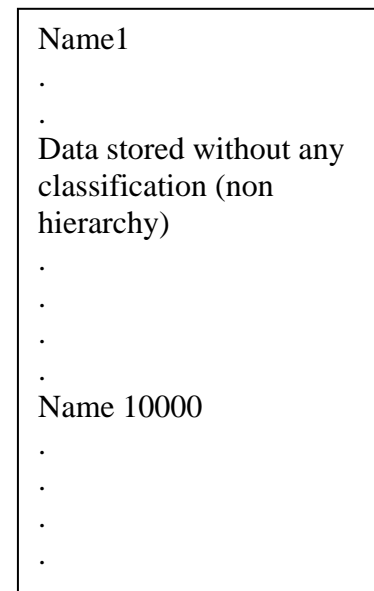 Name1
.
.
Data stored without any
classification (non
hierarchy)
.
.
.
.
Name 10000
.
.
.
.